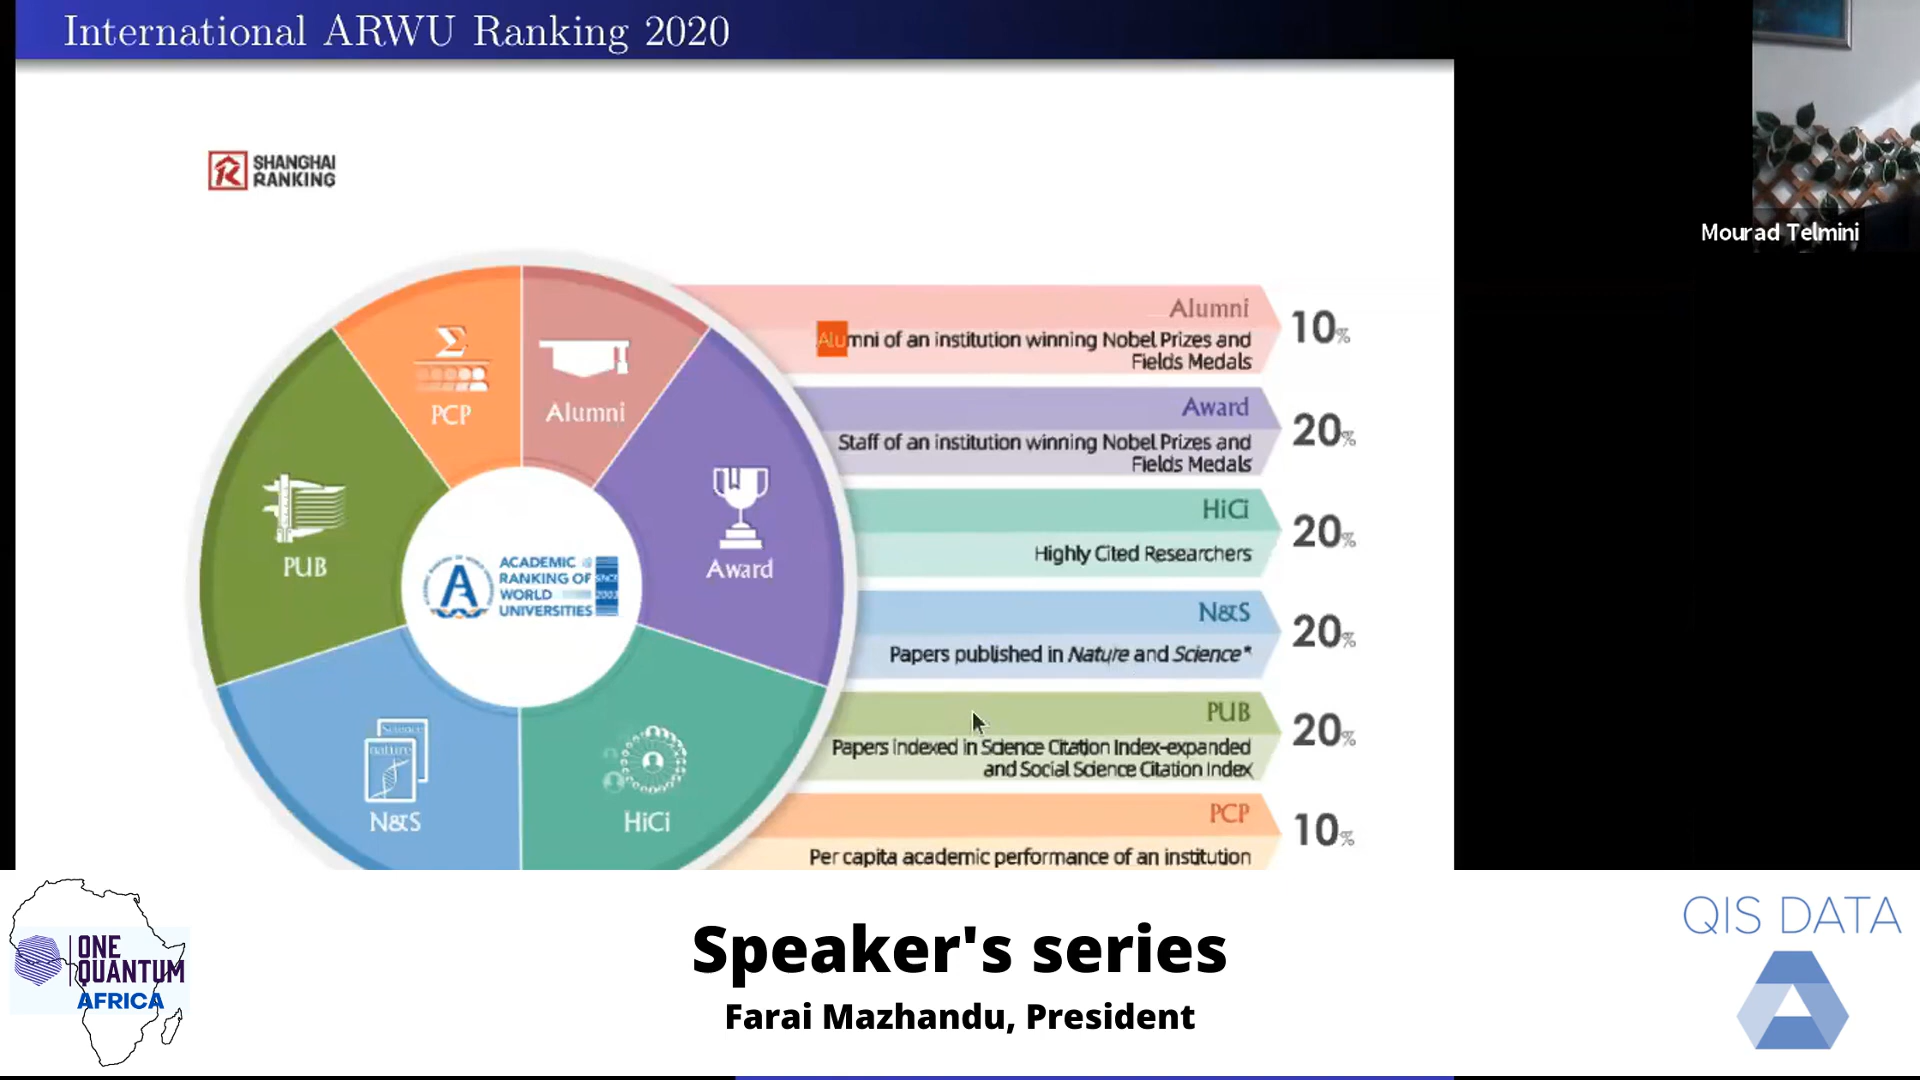 International ARWU Ranking 2020
Mourad Telmini
SHANGHAI
RANKING
PCP
Alumni
PUB
Award
N&S
HiCi
Science
nature
ACADEMIC
RANKING OF
WORLD
UNIVERSITIES
SINCE
2003
Alumni
Alumni of an institution winning Nobel Prizes and
Fields Medals
10%
Award
Staff of an institution winning Nobel Prizes and
Fields Medals
20%
HiCi
Highly Cited Researchers
20%
N&S
Papers published in Nature and Science*
20%
PUB
Papers indexed in Science Citation Index-expanded
and Social Science Citation Index
20%
PCP
Per capita academic performance of an institution
10%
ONE
QUANTUM
AFRICA
Speaker's series
Farai Mazhandu, President
QIS DATA